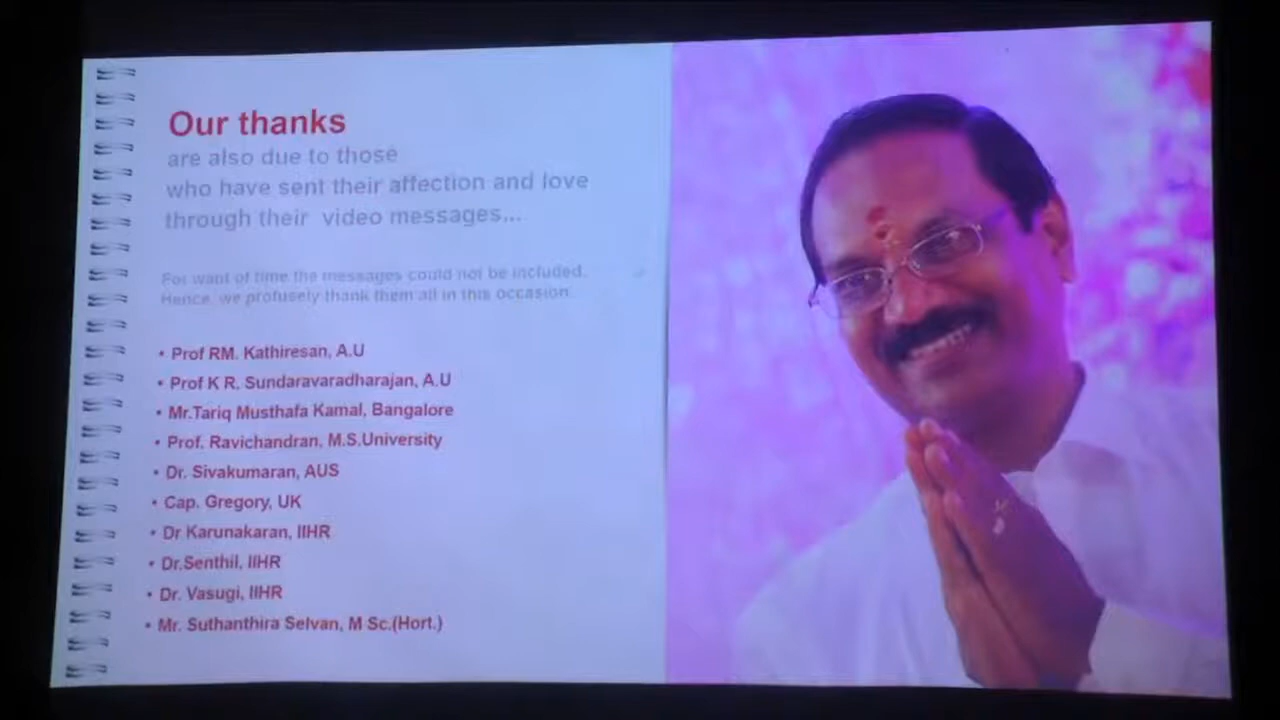 Our thanks
are also due to those
who have sent their affection and love
through their video messages...
For want of time the messages could not be included.
Hence, we profusely thank them all in this occasion.
• Prof RM. Kathiresan, A.U
• Prof K R. Sundaravaradharajan, A.U
• Mr.Tariq Musthafa Kamal, Bangalore
• Prof. Ravichandran, M.S.University
• Dr. Sivakumaran, AUS
• Cap. Gregory, UK
• Dr Karunakaran, IIHR
• Dr.Senthil, IIHR
• Dr. Vasugi, IIHR
• Mr. Suthanthira Selvan, M Sc.(Hort.)